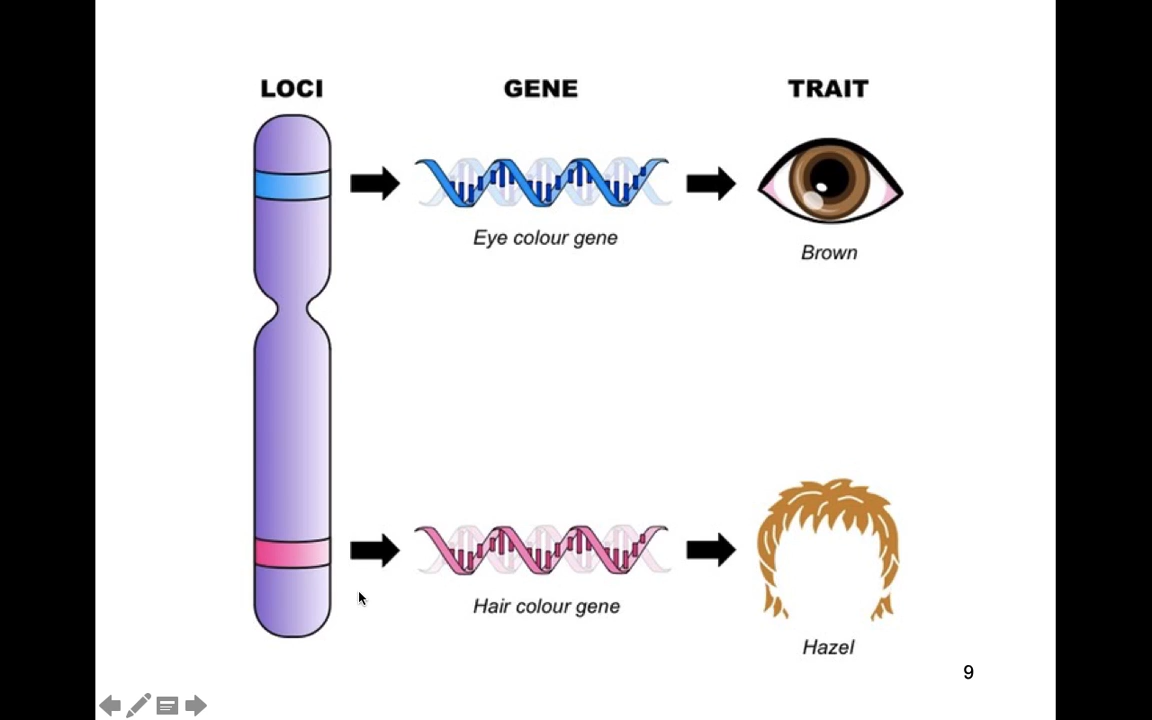 LOCI GENE TRAIT
Eye colour gene
Brown
Hair colour gene
Hazel
9